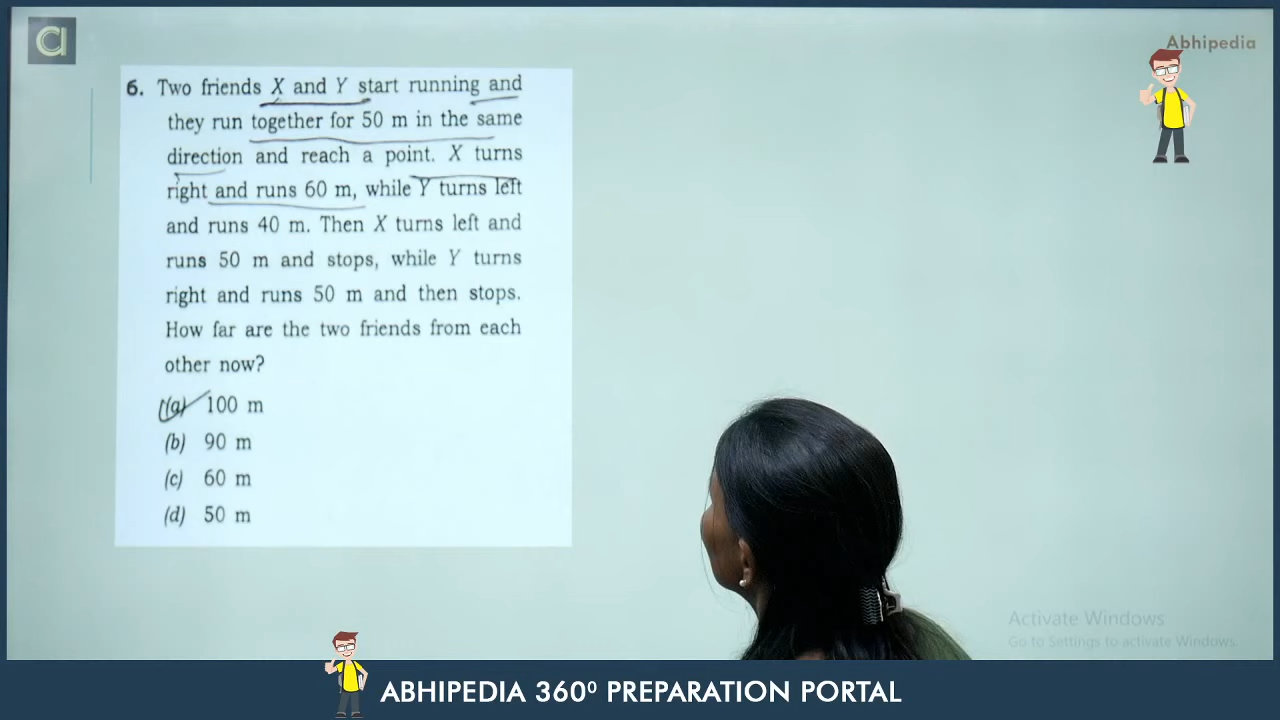 a
Abhipedia
6. Two friends X and Y start running and
they run together for 50 m in the same
direction and reach a point. X turns
right and runs 60 m, while Y turns left
and runs 40 m. Then X turns left and
runs 50 m and stops, while Y turns
right and runs 50 m and then stops.
How far are the two friends from each
other now?
(a) 100 m
(b) 90 m
(c) 60 m
(d) 50 m
Activate Windows
Go to Settings to activate Windows.
ABHIPEDIA 360⁰ PREPARATION PORTAL